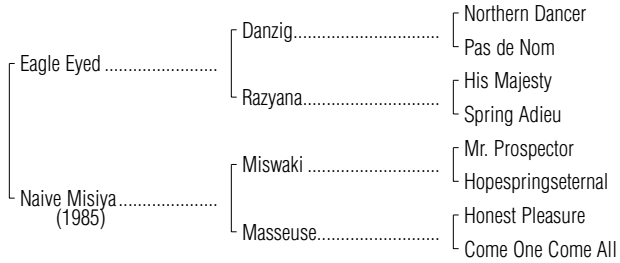 Northern Dancer
Danzig
Pas de Nom
Eagle Eyed
His Majesty
Razyana
Spring Adieu
Mr. Prospector
Miswaki
Hopespringseternal
Naive Misiya
(1985)
Honest Pleasure
Masseuse
Come One Come All